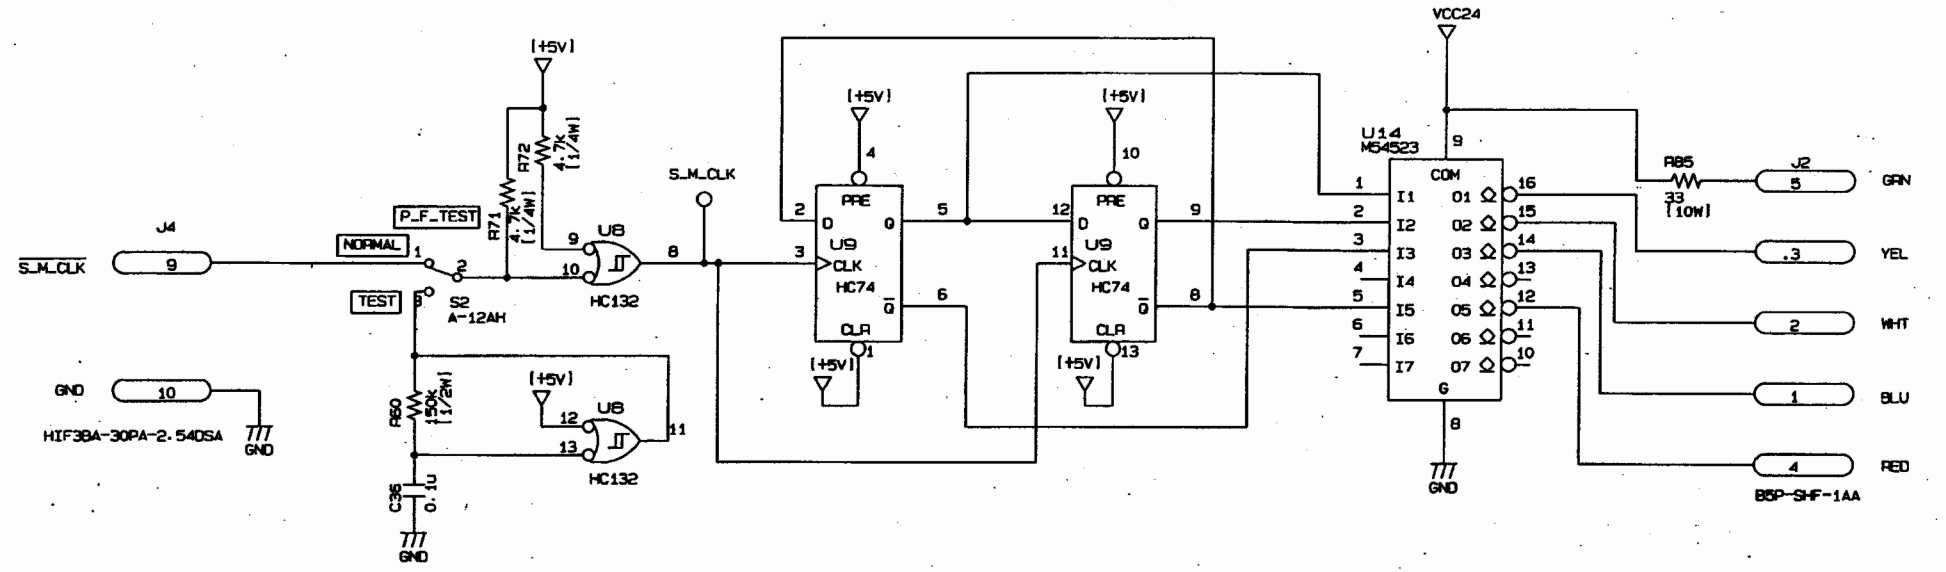 VCC24
[+5V]
[+5V]
[+5V]
4
10
U14
M54523
9
R72
4.7k
[1/4W]
R71
4.7k
[1/4W]
P_F_TEST
S_M_CLK
PRE
PRE
COM
R85
33
[10W]
J2
5
GRN
J4
S_M_CLK
9
NORMAL
1
2
3
TEST
S2
A-12AH
9
10
U8
HC132
8
2
D
Q
5
3
U9
CLK
HC74
6
Q
CLR
1
[+5V]
12
D
Q
9
11
U9
CLK
HC74
8
Q
CLR
13
[+5V]
1
I1
O1
16
2
I2
O2
15
3
I3
O3
14
4
I4
O4
13
5
I5
O5
12
6
I6
O6
11
7
I7
O7
10
G
8
GND
3
YEL
2
WHT
1
BLU
4
RED
B5P-SHF-1AA
GND
10
HIF3BA-30PA-2.54DSA
GND
R60
150k
[1/2W]
[+5V]
12
13
U8
HC132
11
C36
0.1U
GND